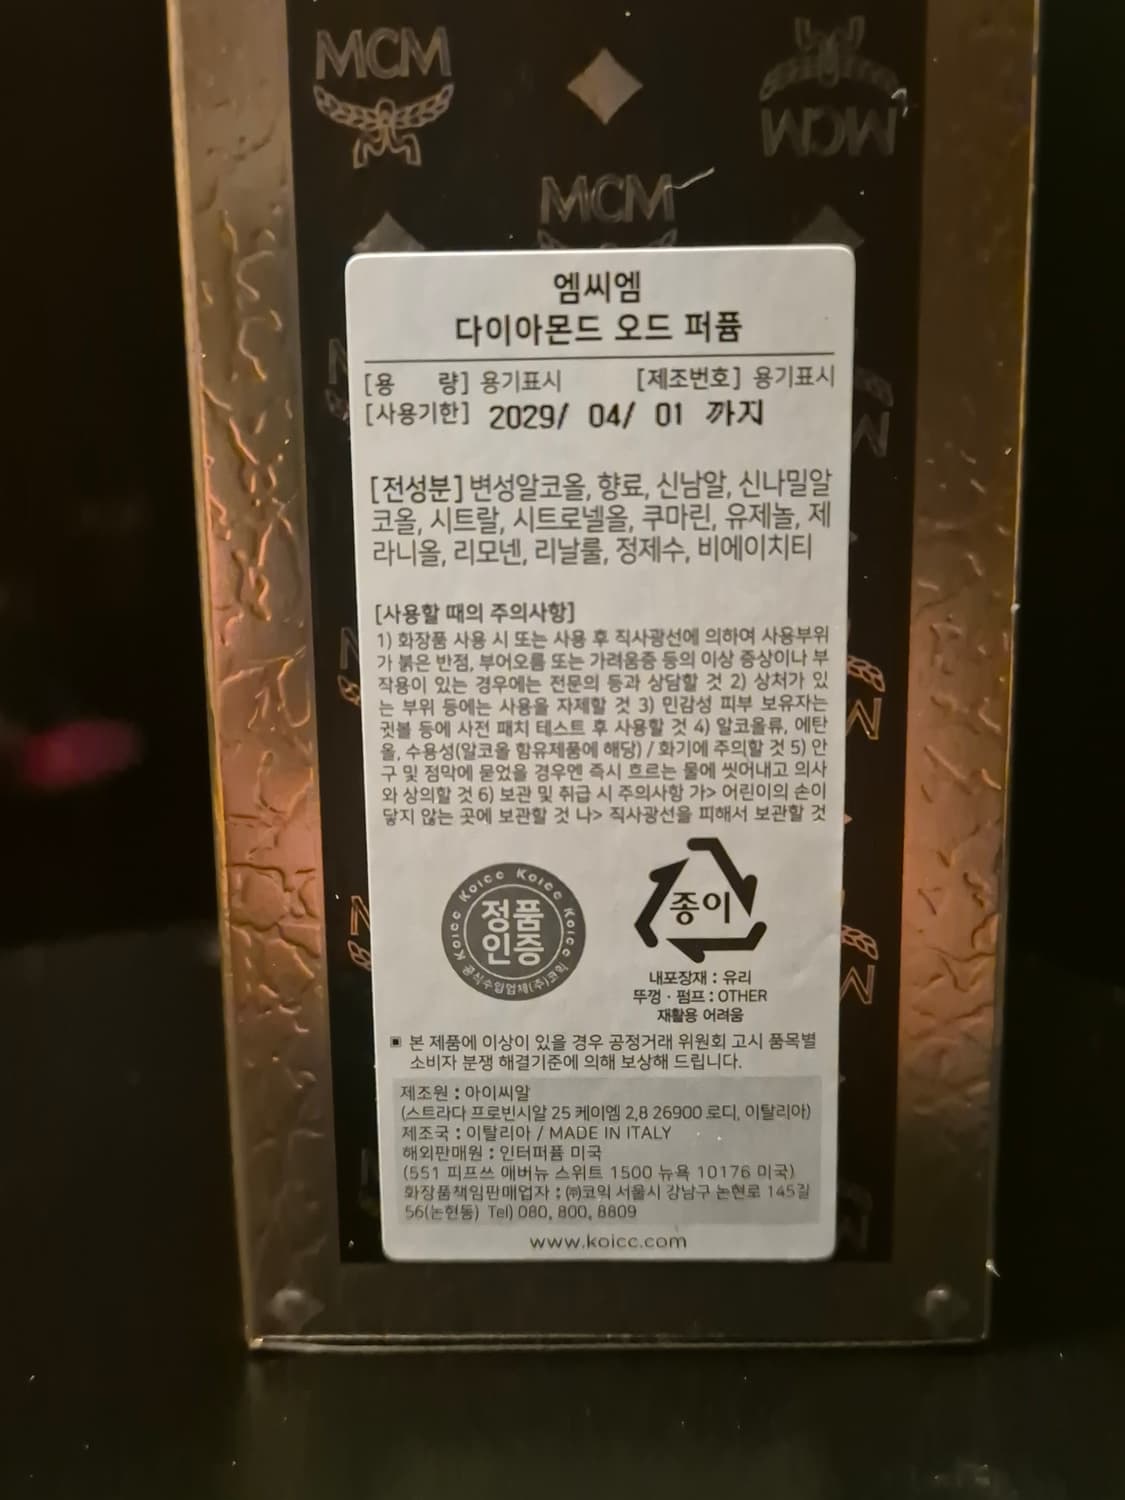 MCM
MCM
MCM
엠씨엠
다이아몬드 오드 퍼퓸
[용 량] 용기표시 [제조번호] 용기표시
[사용기한] 2029/ 04/ 01 까지
[전성분] 변성알코올, 향료, 신남알, 신나밀알
코올, 시트랄, 시트로넬올, 쿠마린, 유제놀, 제
라니올, 리모넨, 리날룰, 정제수, 비에이치티
[사용할 때의 주의사항]
1) 화장품 사용 시 또는 사용 후 직사광선에 의하여 사용부위
가 붉은 반점, 부어오름 또는 가려움증 등의 이상 증상이나 부
작용이 있는 경우에는 전문의 등과 상담할 것 2) 상처가 있
는 부위 등에는 사용을 자제할 것 3) 민감성 피부 보유자는
귓볼 등에 사전 패치 테스트 후 사용할 것 4) 알코올류, 에탄
올, 수용성(알코올 함유제품에 해당) / 화기에 주의할 것 5) 안
구 및 점막에 묻었을 경우엔 즉시 흐르는 물에 씻어내고 의사
와 상의할 것 6) 보관 및 취급 시 주의사항 가> 어린이의 손이
닿지 않는 곳에 보관할 것 나> 직사광선을 피해서 보관할 것
Koicc Koicc Koicc Koicc
정품
인증
공식수입업체(주)코익
종이
내포장재 : 유리
뚜껑 · 펌프 : OTHER
재활용 어려움
▣ 본 제품에 이상이 있을 경우 공정거래 위원회 고시 품목별
소비자 분쟁 해결기준에 의해 보상해 드립니다.
제조원 : 아이씨알
(스트라다 프로빈시알 25 케이엠 2,8 26900 로디, 이탈리아)
제조국 : 이탈리아 / MADE IN ITALY
해외판매원 : 인터퍼퓸 미국
(551 피프쓰 애버뉴 스위트 1500 뉴욕 10176 미국)
화장품책임판매업자 : ㈜코익 서울시 강남구 논현로 145길
56(논현동) Tel) 080, 800, 8809
www.koicc.com